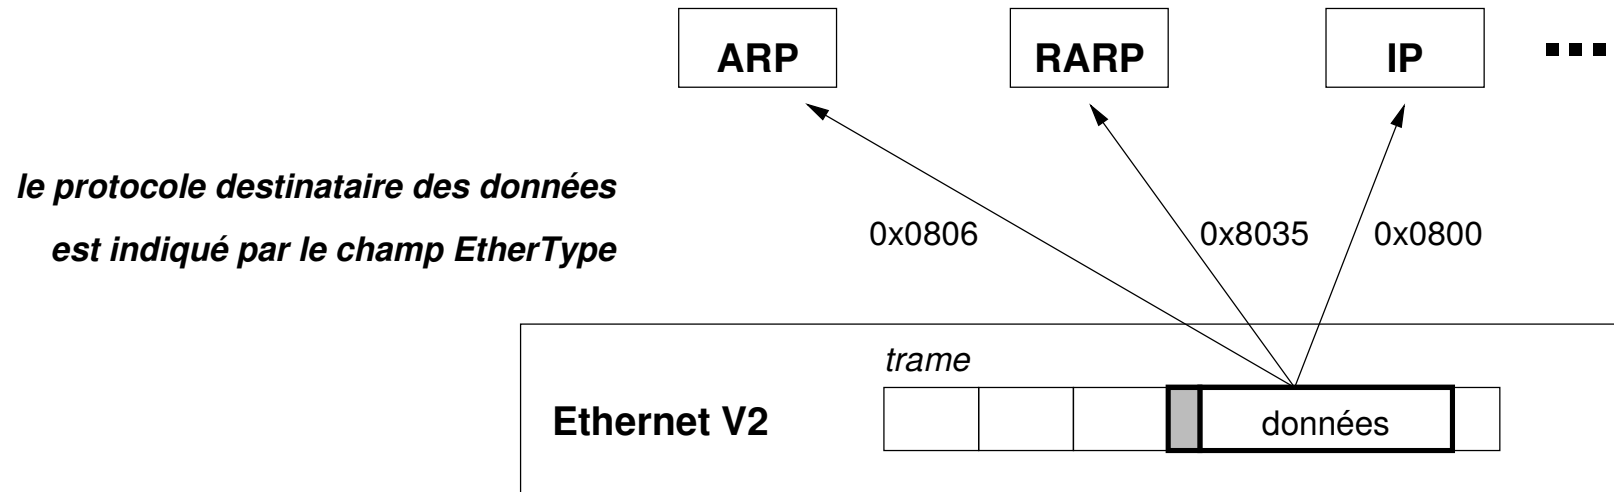 ARP RARP IP ...
le protocole destinataire des données
est indiqué par le champ EtherType
0x0806 0x8035 0x0800
trame
Ethernet V2 données